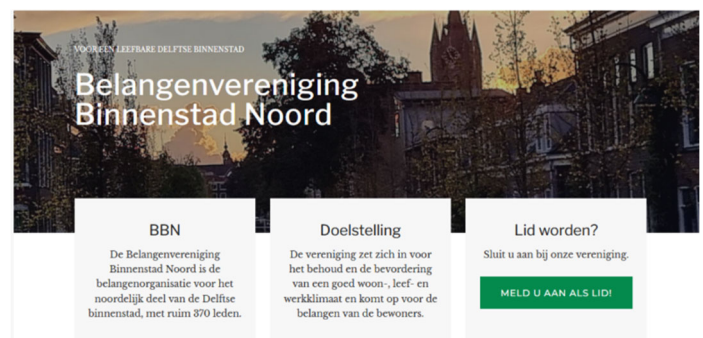 VOOR EEN LEEFBARE DELFTSE BINNENSTAD
Belangenvereniging
Binnenstad Noord
BBN
De Belangenvereniging
Binnenstad Noord is de
belangenorganisatie voor het
noordelijk deel van de Delftse
binnenstad, met ruim 370 leden.
Doelstelling
De vereniging zet zich in voor
het behoud en de bevordering
van een goed woon-, leef- en
werkklimaat en komt op voor de
belangen van de bewoners.
Lid worden?
Sluit u aan bij onze vereniging.
MELD U AAN ALS LID!